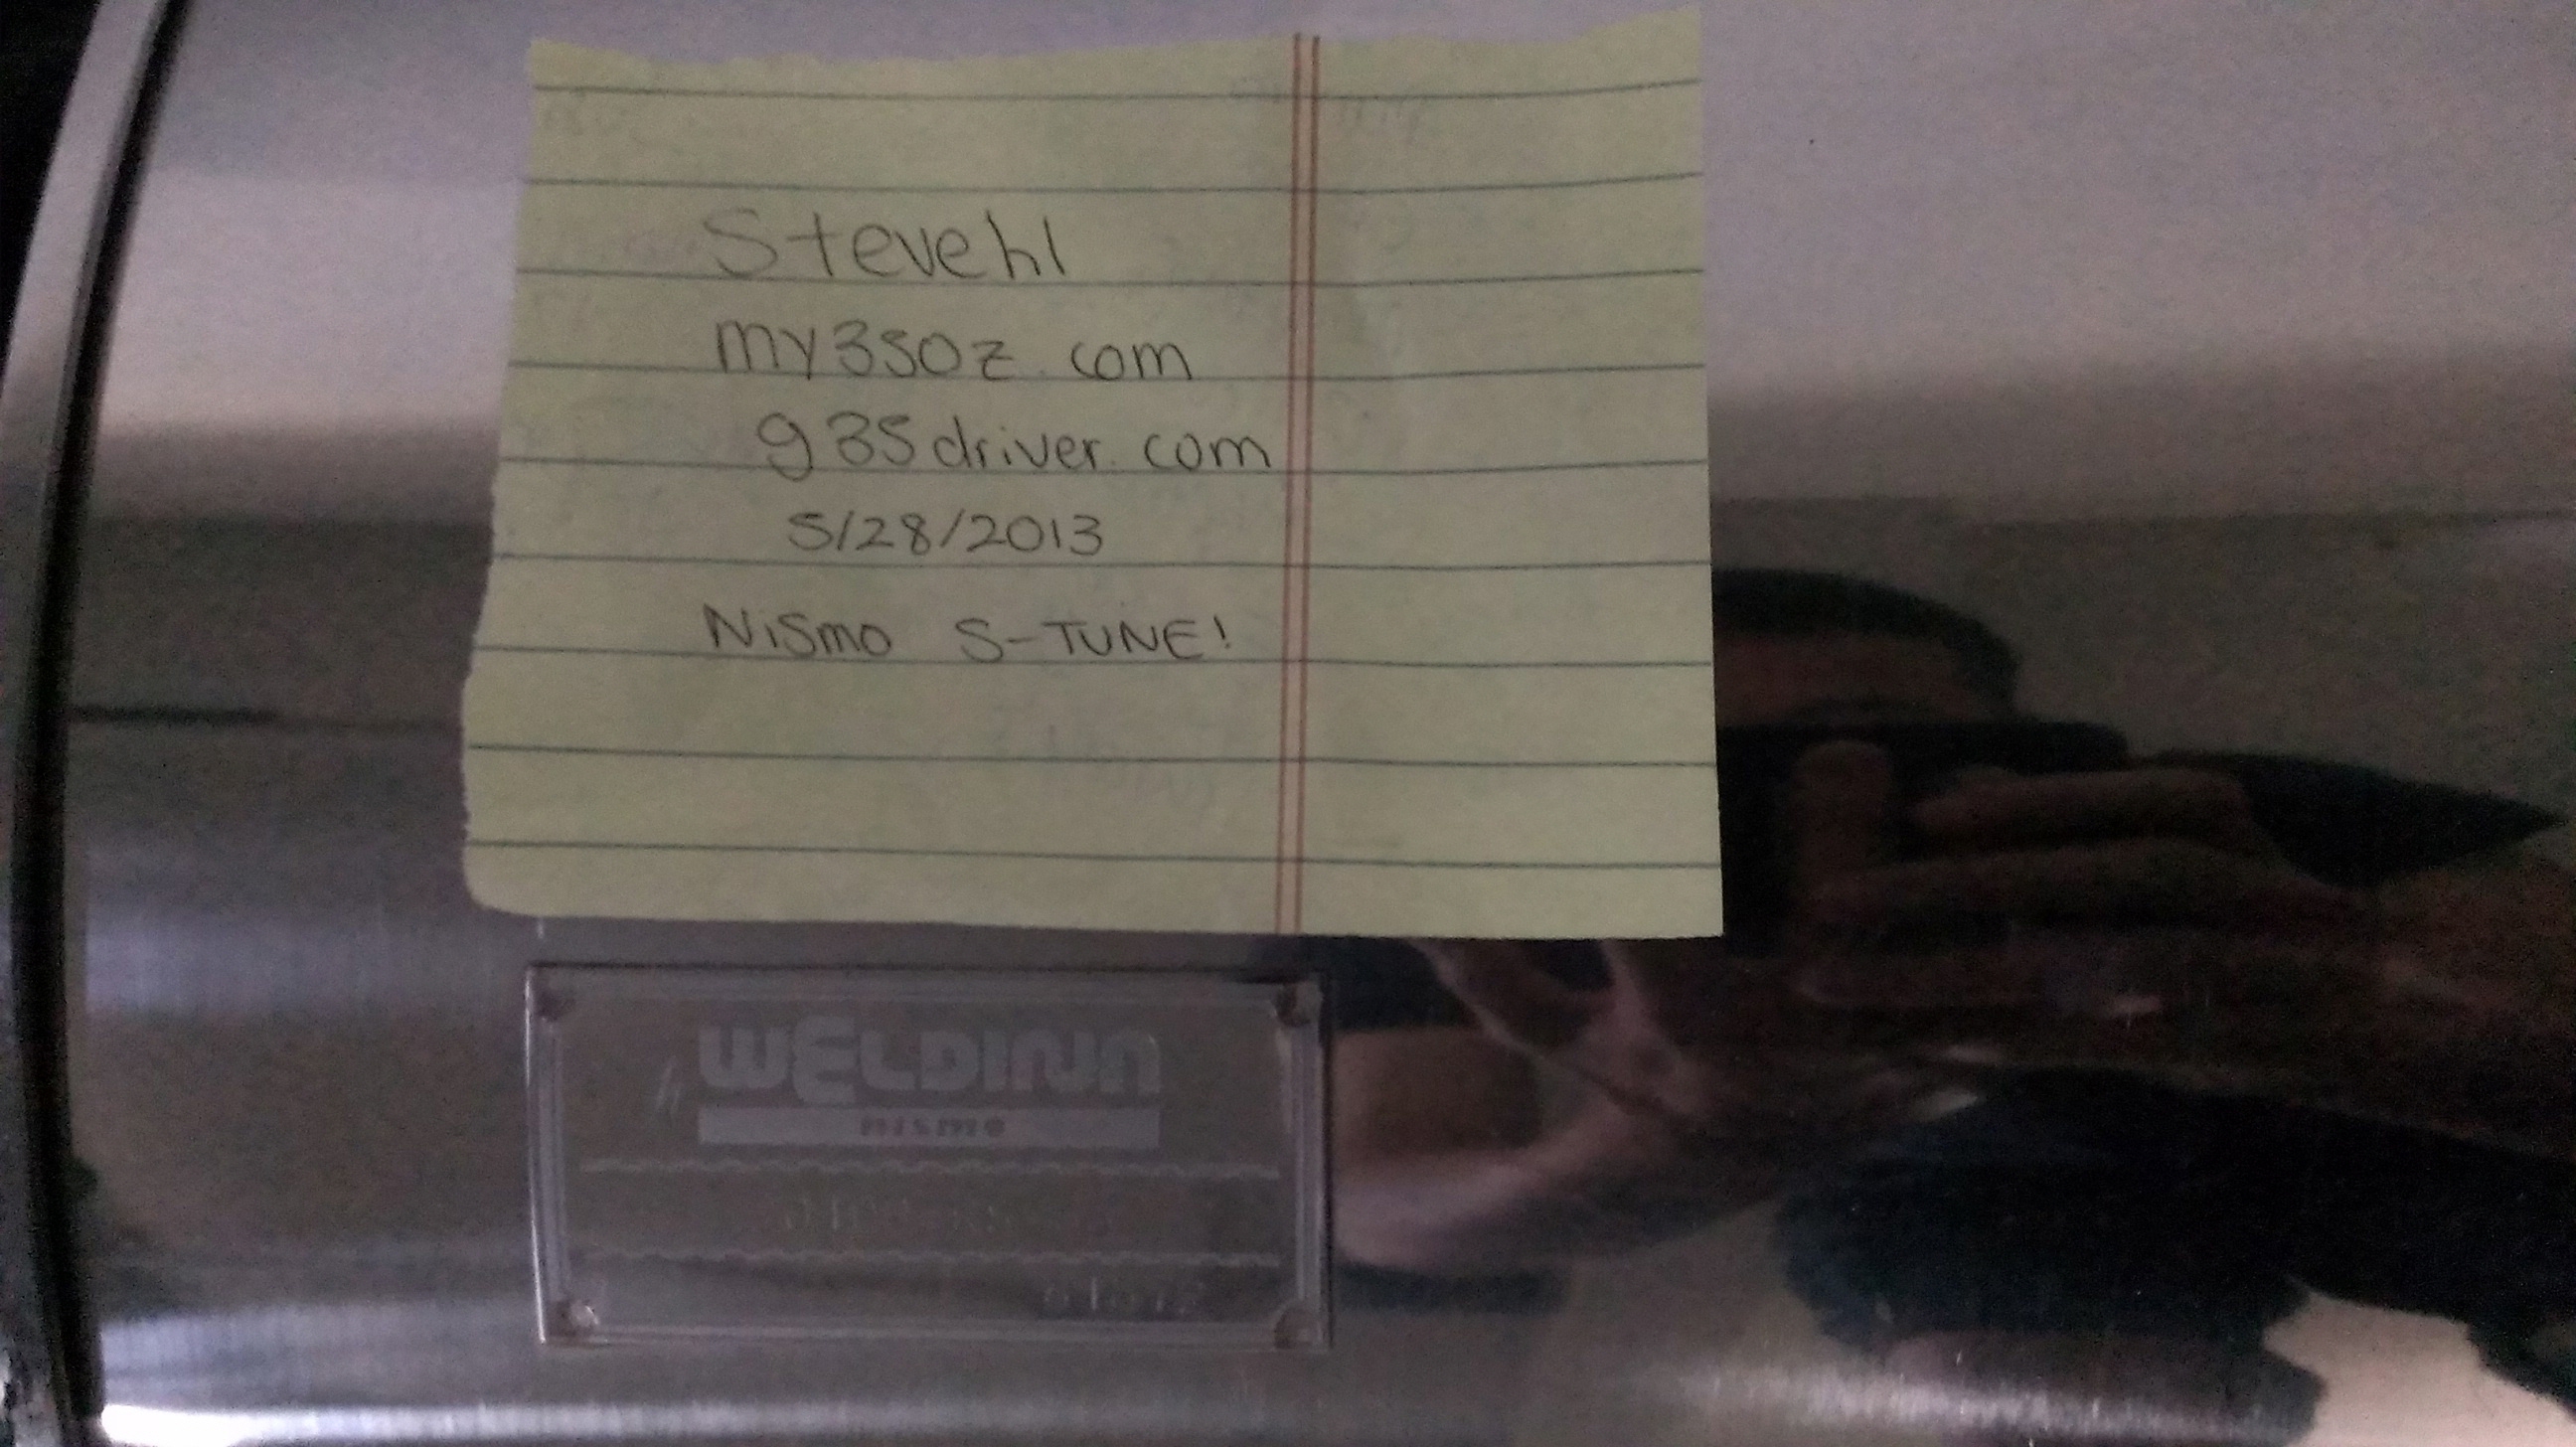 Stevehl
my350z.com
g35driver.com
5/28/2013
NiSmo S-TUNE!
WELDINA
nismo